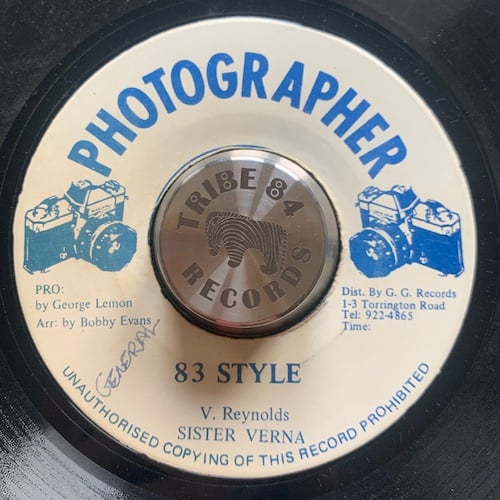 PHOTOGRAPHER
TRIBE 84
RECORDS
PRO:
by George Lemon
Arr: by Bobby Evans
GENERAL
Dist. By G. G. Records
1-3 Torrington Road
Tel: 922-4865
Time:
83 STYLE
V. Reynolds
SISTER VERNA
UNAUTHORISED COPYING OF THIS RECORD PROHIBITED